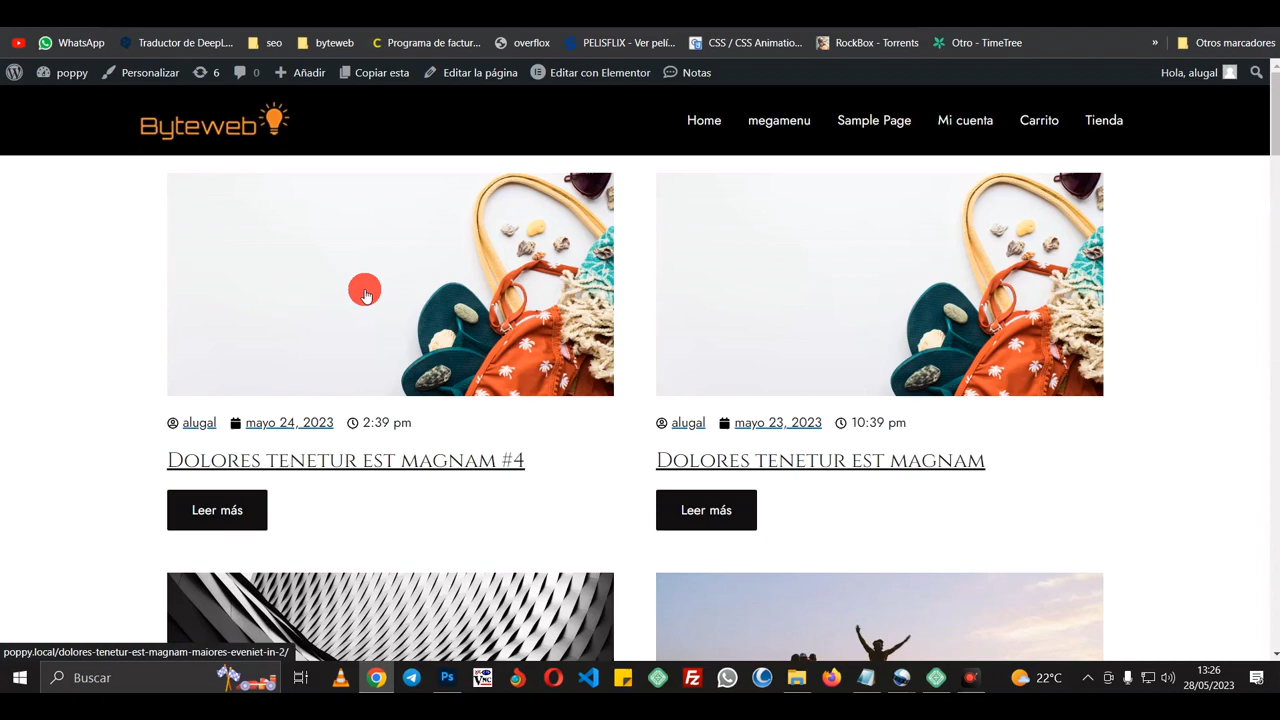 WhatsApp Traductor de DeepL... seo byteweb Programa de factur... overflox PELISFLIX - Ver pelí... CSS / CSS Animatio... RockBox - Torrents Otro - TimeTree » Otros marcadores
poppy Personalizar 6 0 Añadir Copiar esta Editar la página Editar con Elementor Notas Hola, alugal
Byteweb Home megamenu Sample Page Mi cuenta Carrito Tienda
alugal mayo 24, 2023 2:39 pm
Dolores tenetur est magnam #4
Leer más
alugal mayo 23, 2023 10:39 pm
Dolores tenetur est magnam
Leer más
poppy.local/dolores-tenetur-est-magnam-maiores-eveniet-in-2/
Buscar
22°C
13:26
28/05/2023